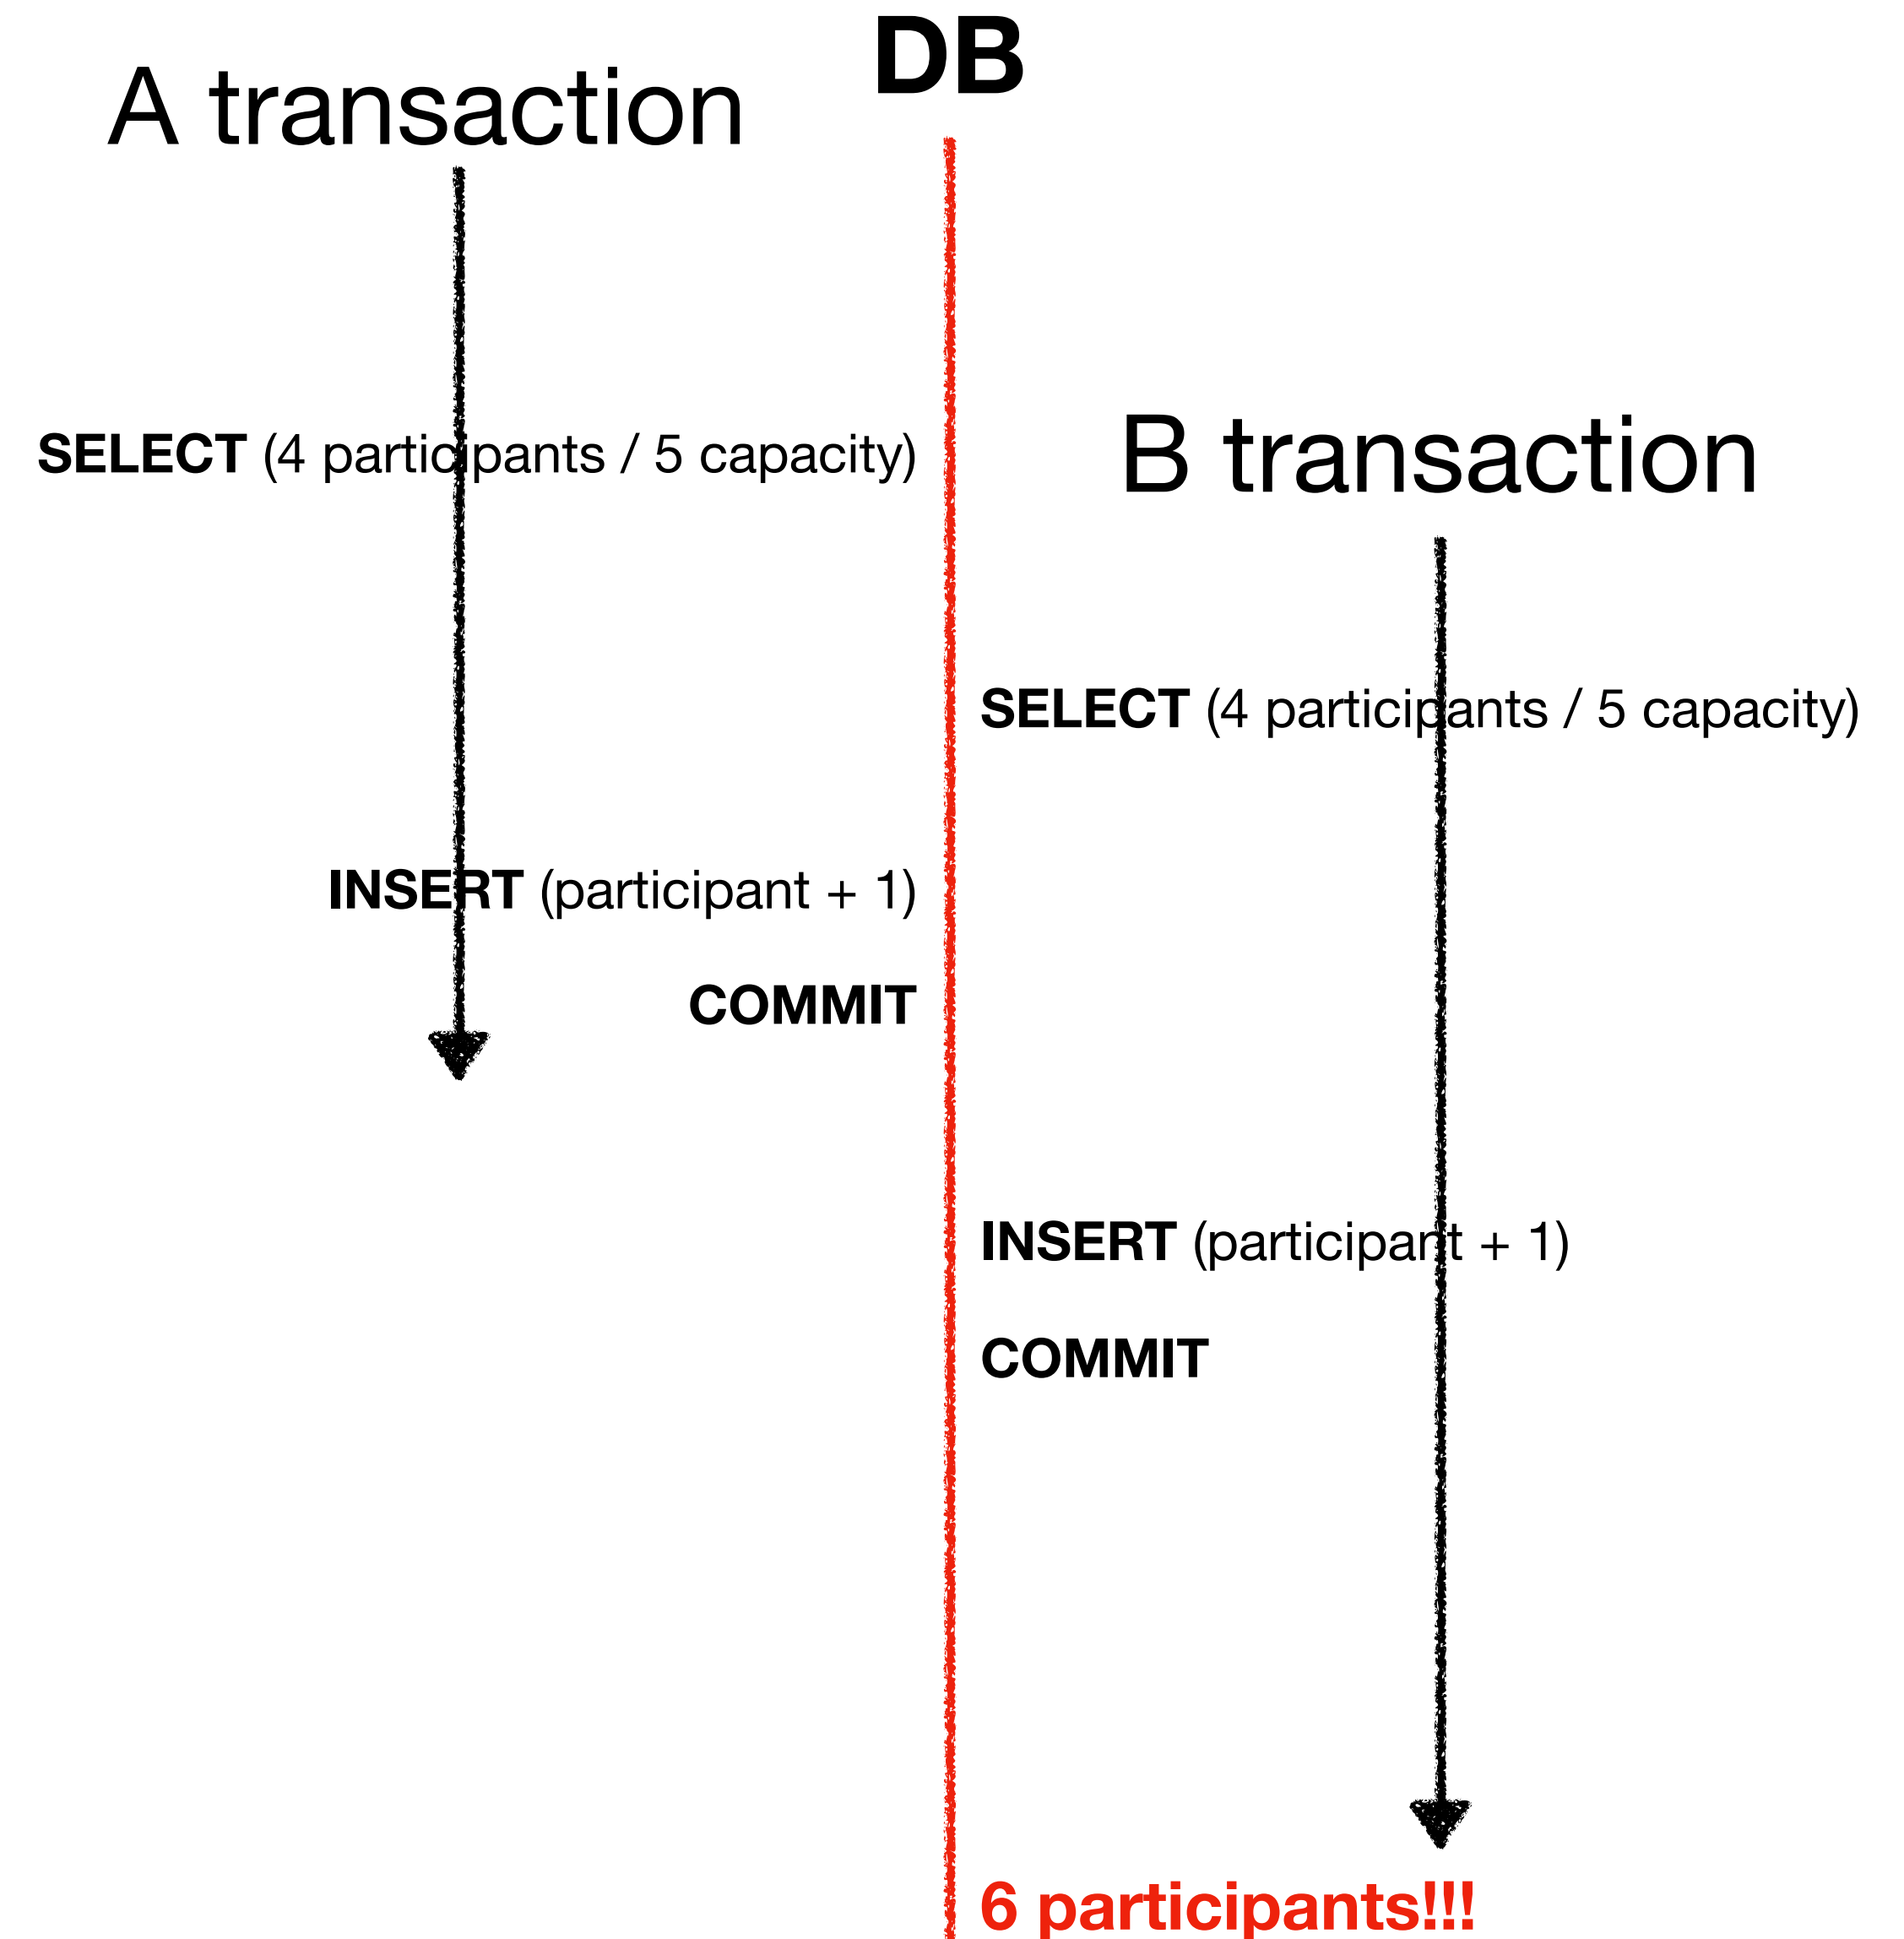 DB
A transaction
SELECT (4 participants / 5 capacity)
B transaction
SELECT (4 participants / 5 capacity)
INSERT (participant + 1)
COMMIT
INSERT (participant + 1)
COMMIT
6 participants!!!